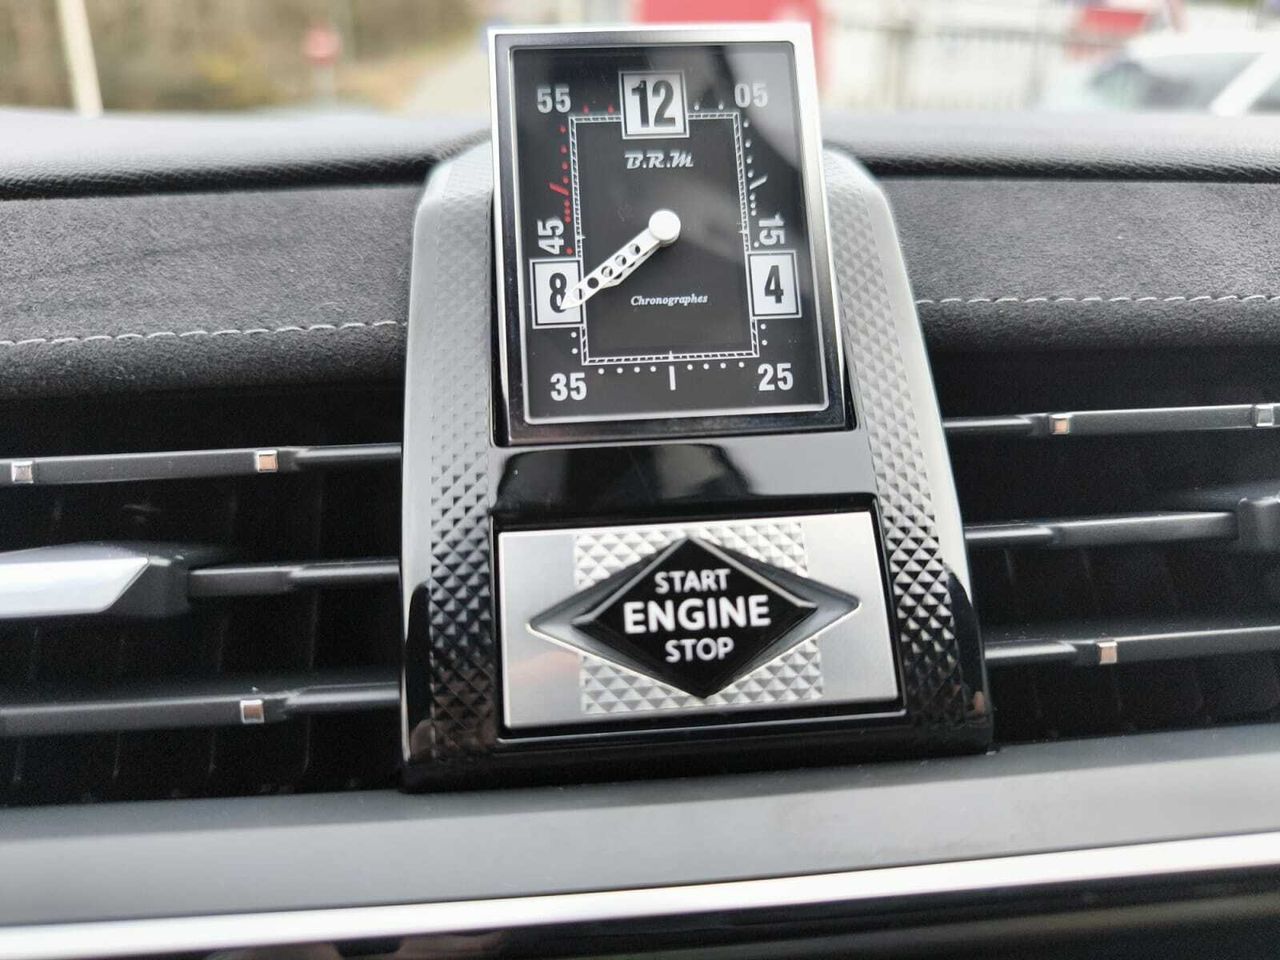 55 12 05
B.R.M
45 15
8 4
Chronographes
35 25
START
ENGINE
STOP